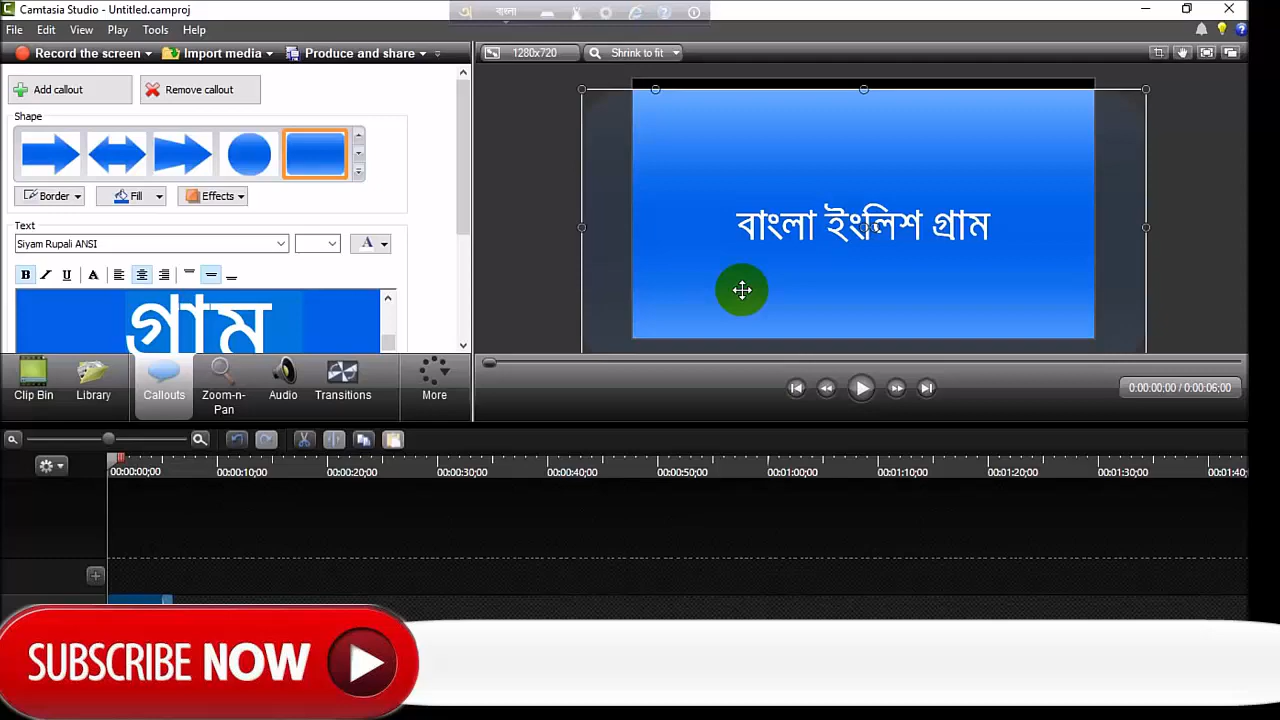 Camtasia Studio - Untitled.camproj
বাংলা
File Edit View Play Tools Help
Record the screen Import media Produce and share
1280x720 Shrink to fit
Add callout Remove callout
Shape
Border Fill Effects
Text
Siyam Rupali ANSI
A
B I U A
গ্রাম
বাংলা ইংলিশ গ্রাম
Clip Bin Library Callouts Zoom-n-Pan Audio Transitions More
0:00:00;00 / 0:00:06;00
00:00:00;00 00:00:10;00 00:00:20;00 00:00:30;00 00:00:40;00 00:00:50;00 00:01:00;00 00:01:10;00 00:01:20;00 00:01:30;00 00:01:40;
SUBSCRIBE NOW